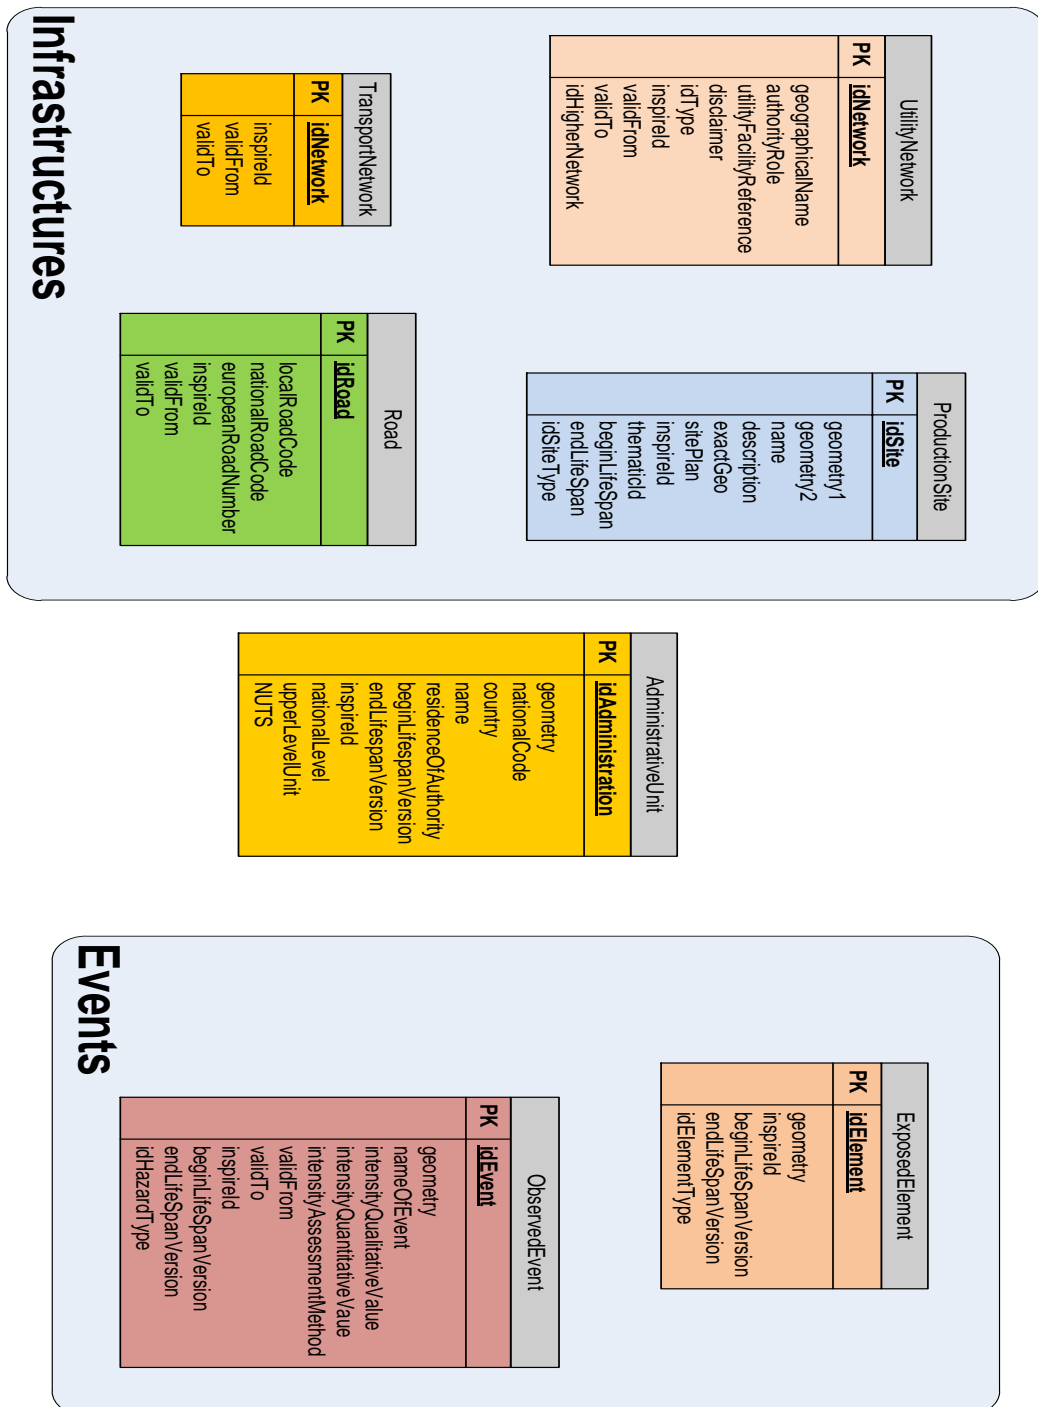 Infrastructures
UtilityNetwork
PK idNetwork
geographicalName
authorityRole
utilityFacilityReference
disclaimer
idType
inspireId
validFrom
validTo
idHigherNetwork
ProductionSite
PK idSite
geometry1
geometry2
name
description
exactGeo
sitePlan
inspireId
thematicId
beginLifeSpan
endLifeSpan
idSiteType
TransportNetwork
PK idNetwork
inspireId
validFrom
validTo
Road
PK idRoad
localRoadCode
nationalRoadCode
europeanRoadNumber
inspireId
validFrom
validTo
AdministrativeUnit
PK idAdministration
geometry
nationalCode
country
name
residenceOfAuthority
beginLifespanVersion
endLifespanVersion
inspireId
nationalLevel
upperLevelUnit
NUTS
Events
ExposedElement
PK idElement
geometry
inspireId
beginLifeSpanVersion
endLifeSpanVersion
idElementType
ObservedEvent
PK idEvent
geometry
nameOfEvent
intensityQualitativeValue
intensityQuantitativeVaue
intensityAssessmentMethod
validFrom
validTo
inspireId
beginLifeSpanVersion
endLifeSpanVersion
idHazardType